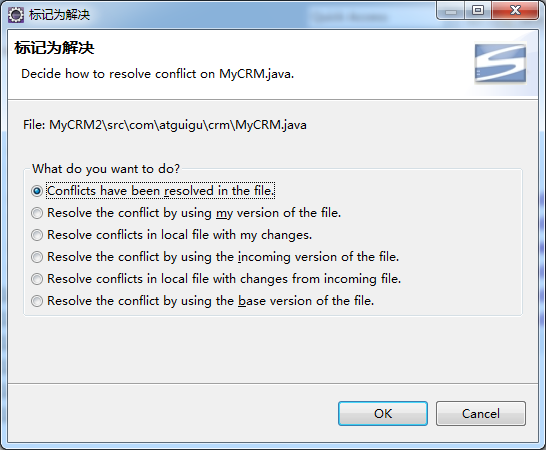 标记为解决
Quick Access
标记为解决
Decide how to resolve conflict on MyCRM.java.
File: MyCRM2\src\com\atguigu\crm\MyCRM.java
What do you want to do?
Conflicts have been resolved in the file.
Resolve the conflict by using my version of the file.
Resolve conflicts in local file with my changes.
Resolve the conflict by using the incoming version of the file.
Resolve conflicts in local file with changes from incoming file.
Resolve the conflict by using the base version of the file.
OK
Cancel